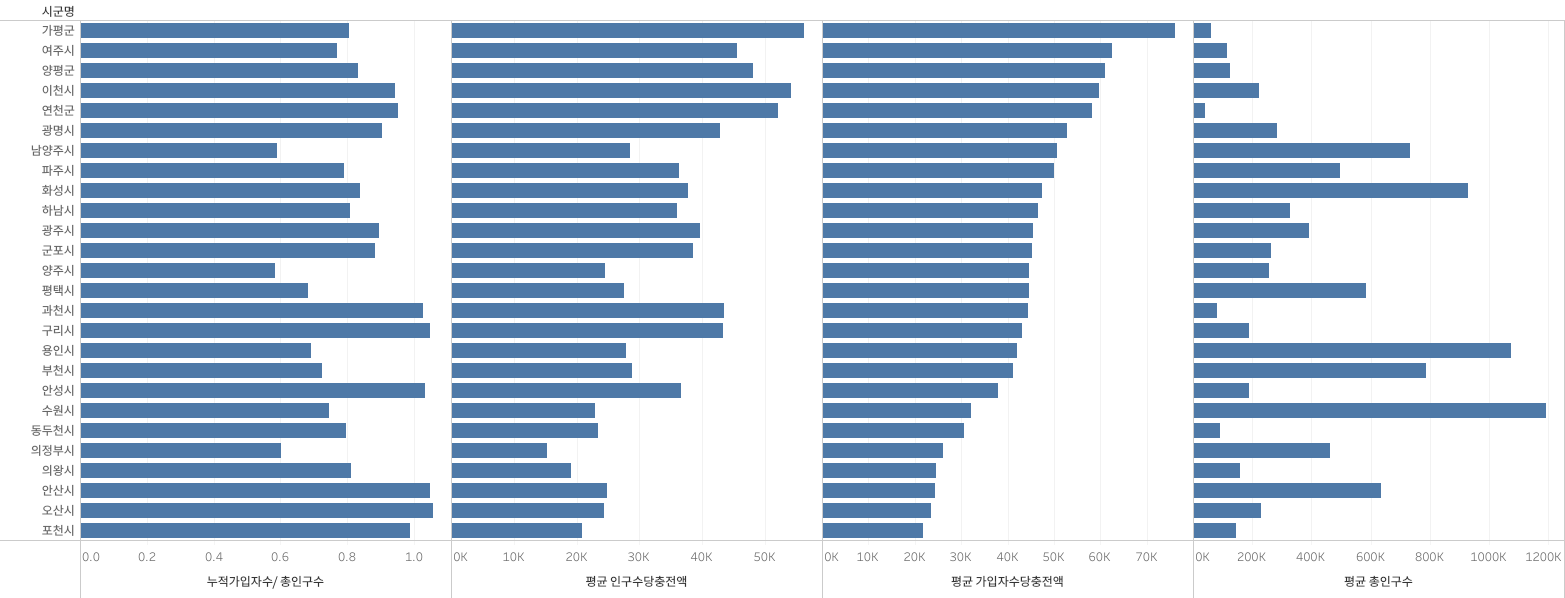 시군명
가평군
여주시
양평군
이천시
연천군
광명시
남양주시
파주시
화성시
하남시
광주시
군포시
양주시
평택시
과천시
구리시
용인시
부천시
안성시
수원시
동두천시
의정부시
의왕시
안산시
오산시
포천시
0.0 0.2 0.4 0.6 0.8 1.0 0K 10K 20K 30K 40K 50K 0K 10K 20K 30K 40K 50K 60K 70K 0K 200K 400K 600K 800K 1000K 1200K
누적가입자수/ 총인구수 평균 인구수당충전액 평균 가입자수당충전액 평균 총인구수